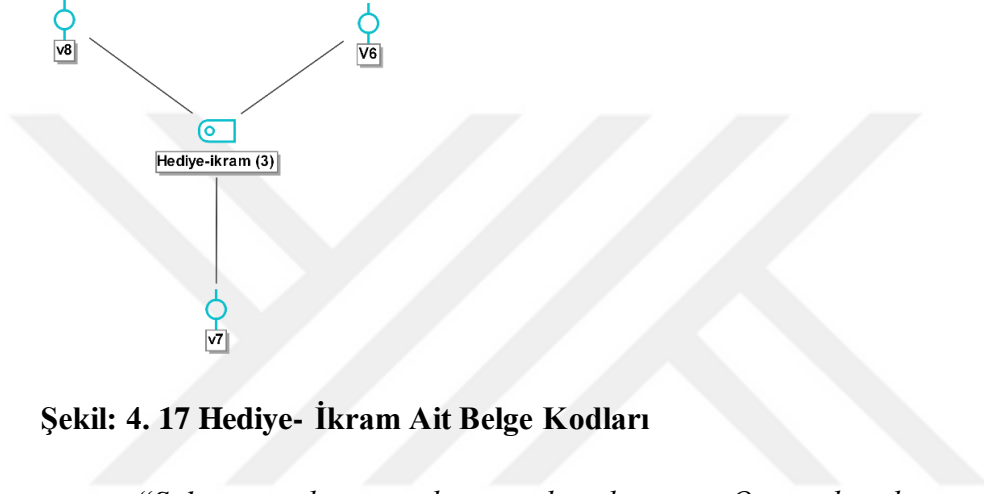 v8
V6
Hediye-ikram (3)
v7
Şekil: 4. 17 Hediye- İkram Ait Belge Kodları